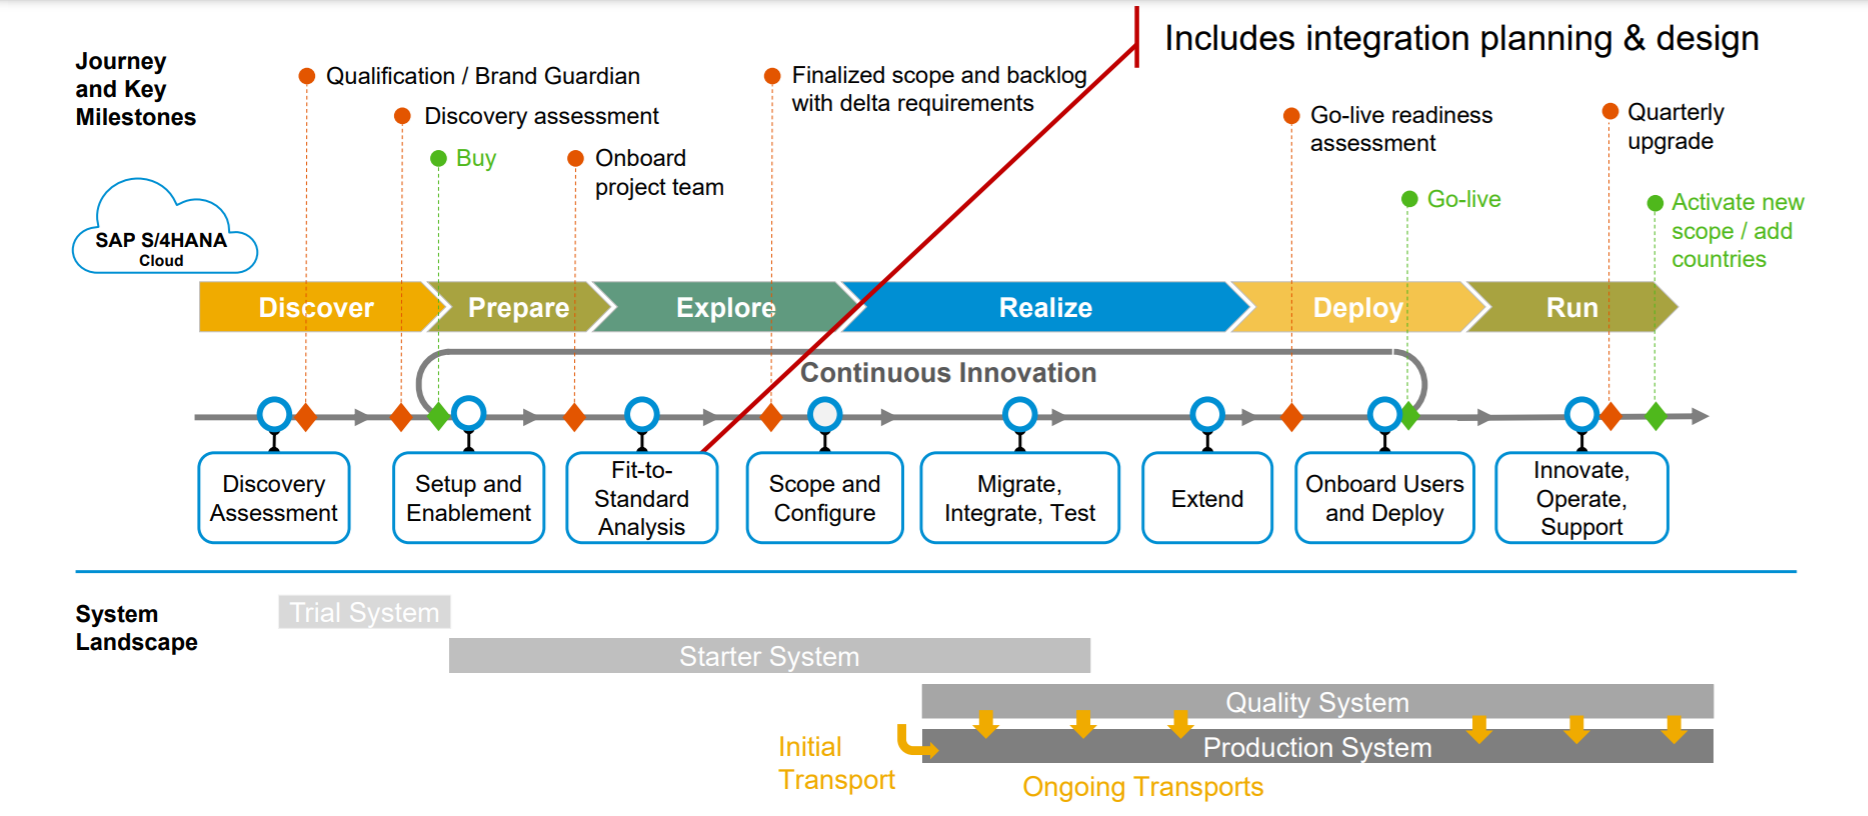 Includes integration planning & design
Journey
and Key
Milestones
Qualification / Brand Guardian
Discovery assessment
Buy
Onboard
project team
Finalized scope and backlog
with delta requirements
Go-live readiness
assessment
Go-live
Quarterly
upgrade
Activate new
scope / add
countries
SAP S/4HANA
Cloud
Discover
Prepare
Explore
Realize
Deploy
Run
Continuous Innovation
Discovery
Assessment
Setup and
Enablement
Fit-to-
Standard
Analysis
Scope and
Configure
Migrate,
Integrate, Test
Extend
Onboard Users
and Deploy
Innovate,
Operate,
Support
System
Landscape
Trial System
Starter System
Quality System
Production System
Initial
Transport
Ongoing Transports